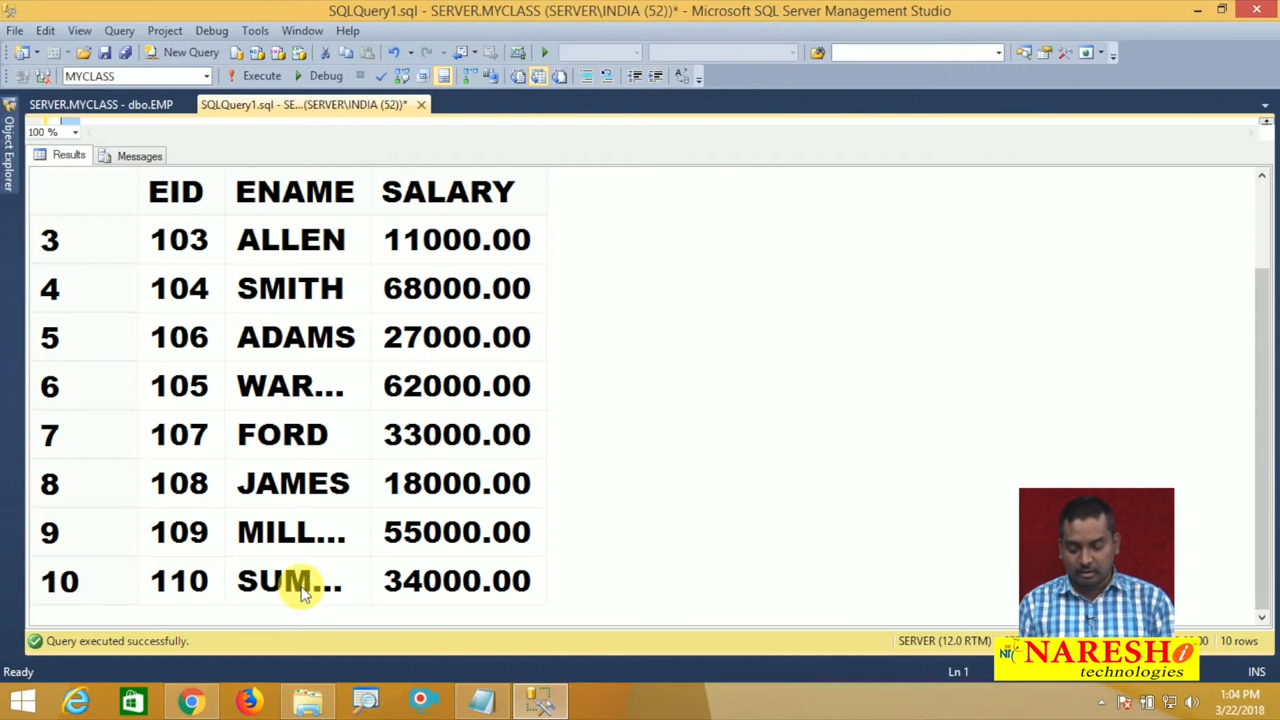 SQLQuery1.sql - SERVER.MYCLASS (SERVER\INDIA (52))* - Microsoft SQL Server Management Studio
File Edit View Query Project Debug Tools Window Help
New Query
MYCLASS Execute Debug
SERVER.MYCLASS - dbo.EMP SQLQuery1.sql - SE...(SERVER\INDIA (52))*
Object Explorer
100 %
Results Messages
EID ENAME SALARY
3 103 ALLEN 11000.00
4 104 SMITH 68000.00
5 106 ADAMS 27000.00
6 105 WAR... 62000.00
7 107 FORD 33000.00
8 108 JAMES 18000.00
9 109 MILL... 55000.00
10 110 SUM... 34000.00
Query executed successfully. SERVER (12.0 RTM) 10 rows
NARESH i
technologies
Ready Ln 1 INS
1:04 PM
3/22/2018